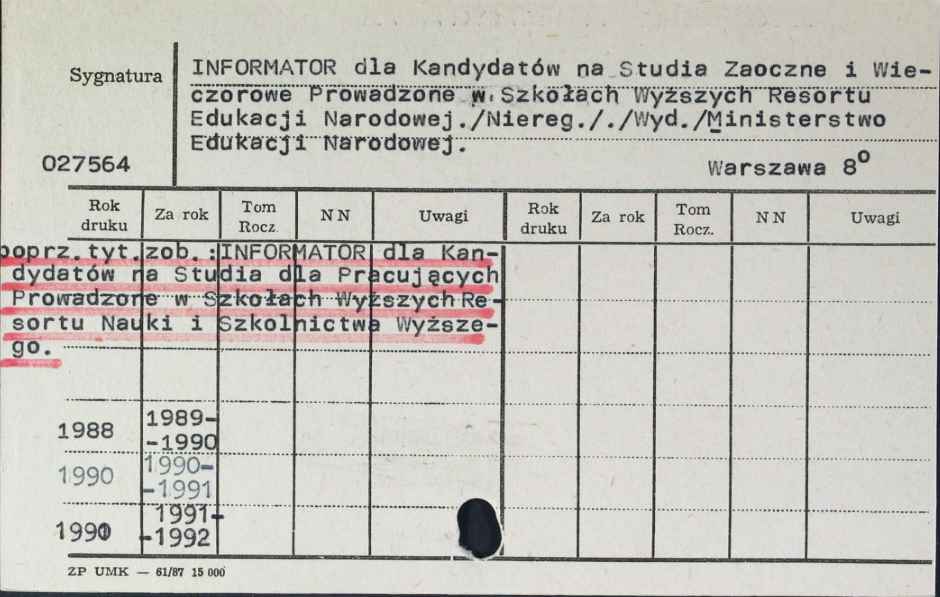 Sygnatura
027564
INFORMATOR dla Kandydatów na Studia Zaoczne i Wie-
czorowe Prowadzone w Szkołach Wyższych Resortu
Edukacji Narodowej./Niereg./. /Wyd./Ministerstwo
Edukacji Narodowej.
Warszawa 8⁰
Rok druku Za rok Tom Rocz. NN Uwagi Rok druku Za rok Tom Rocz. NN Uwagi
poprz.tyt.zob.:INFORMATOR dla Kan-
dydatów na Studia dla Pracujących
Prowadzone w Szkołach Wyższych Re-
sortu Nauki i Szkolnictwa Wyższe-
go.
1988 1989-
-1990
1990 1990-
-1991
1991-
-1992
ZP UMK — 61/87 15 000